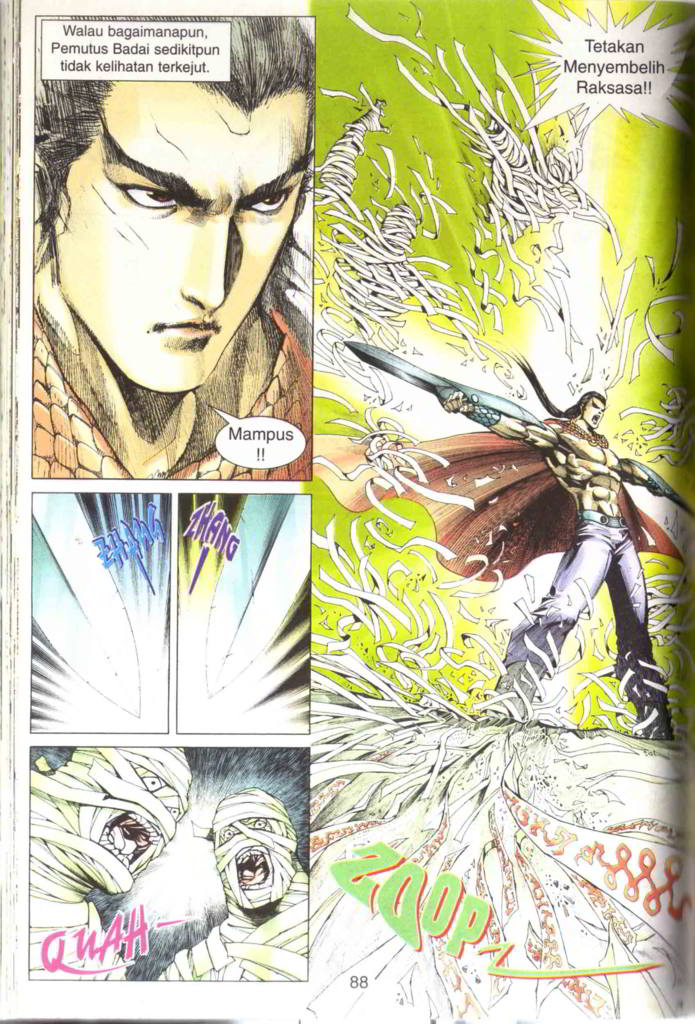 Walau bagaimanapun,
Pemutus Badai sedikitpun
tidak kelihatan terkejut.
Mampus
!!
ZHANG
ZHANG
!
QUAH
Tetakan
Menyembelih
Raksasa!!
ZOOP
88